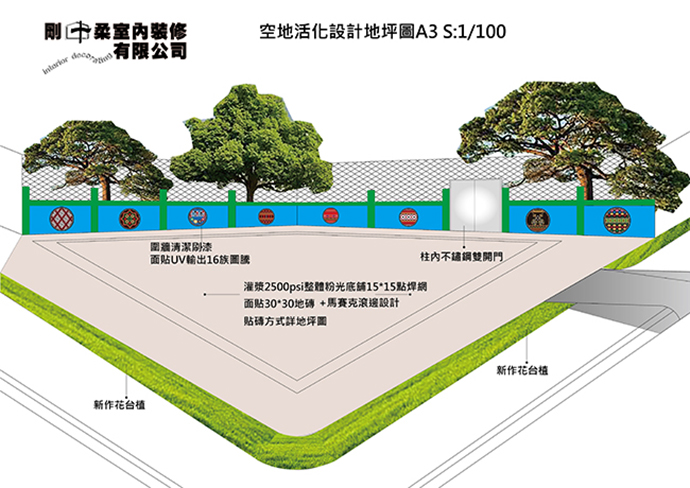 剛中柔室內裝修
有限公司
interior decorating
空地活化設計地坪圖A3 S:1/100
圍牆清潔刷漆
面貼UV輸出16族圖騰
柱內不鏽鋼雙開門
灌漿2500psi整體粉光底舖15*15點焊網
面貼30*30地磚 +馬賽克滾邊設計
貼磚方式詳地坪圖
新作花台植
新作花台植